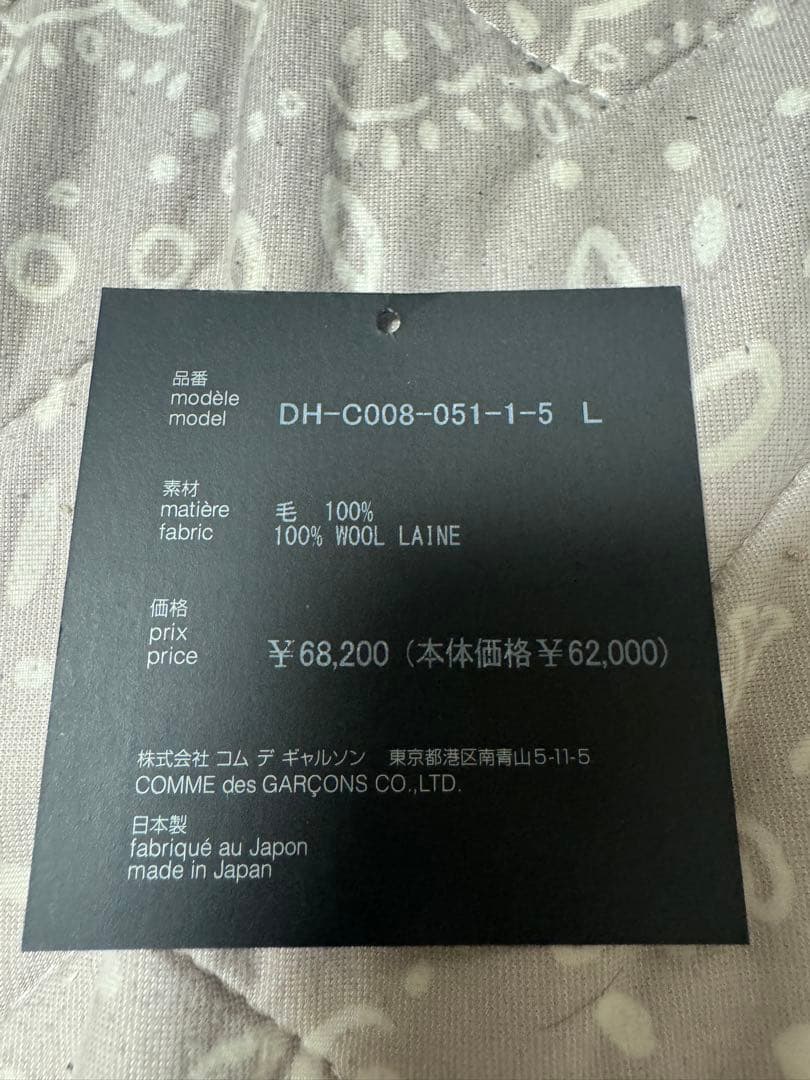 品番
modèle
model
DH-C008-051-1-5 L
素材
matière
fabric
毛 100%
100% WOOL LAINE
価格
prix
price
¥68,200 (本体価格¥62,000)
株式会社 コム デ ギャルソン 東京都港区南青山5-11-5
COMME des GARÇONS CO.,LTD.
日本製
fabriqué au Japon
made in Japan